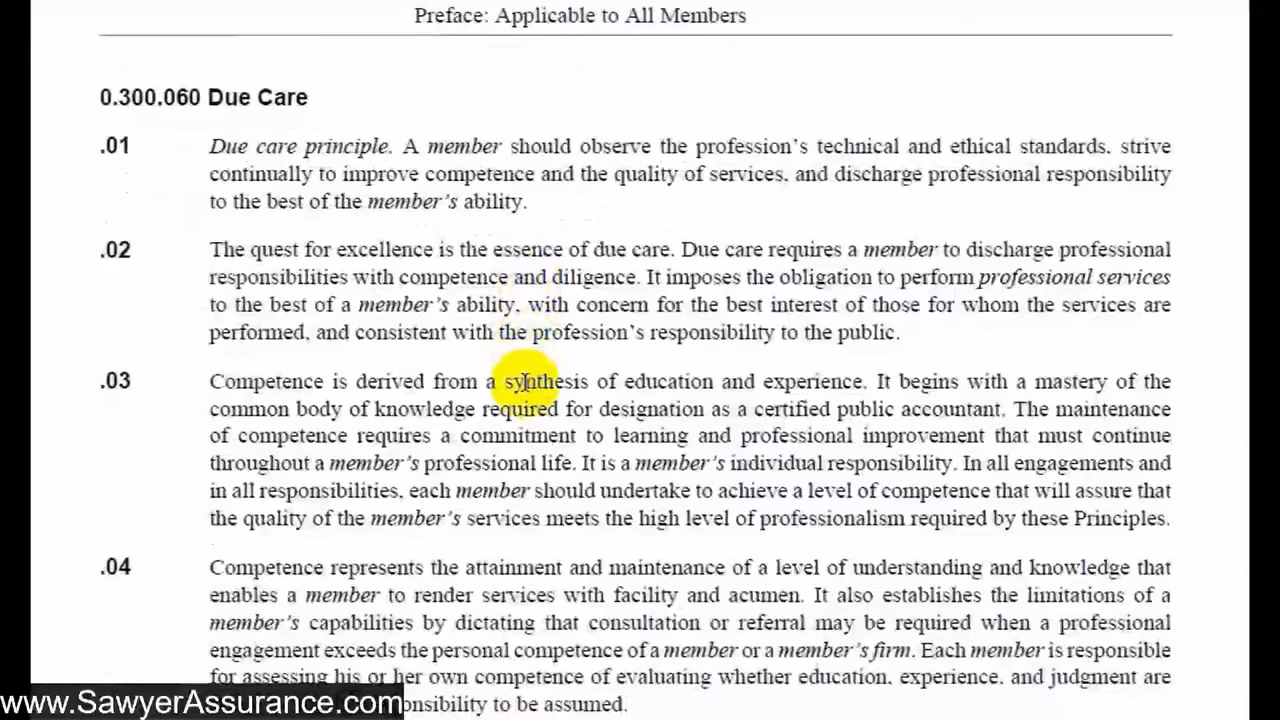 Preface: Applicable to All Members
0.300.060 Due Care
.01 Due care principle. A member should observe the profession's technical and ethical standards, strive
continually to improve competence and the quality of services, and discharge professional responsibility
to the best of the member's ability.
.02 The quest for excellence is the essence of due care. Due care requires a member to discharge professional
responsibilities with competence and diligence. It imposes the obligation to perform professional services
to the best of a member's ability, with concern for the best interest of those for whom the services are
performed, and consistent with the profession's responsibility to the public.
.03 Competence is derived from a synthesis of education and experience. It begins with a mastery of the
common body of knowledge required for designation as a certified public accountant. The maintenance
of competence requires a commitment to learning and professional improvement that must continue
throughout a member's professional life. It is a member's individual responsibility. In all engagements and
in all responsibilities, each member should undertake to achieve a level of competence that will assure that
the quality of the member's services meets the high level of professionalism required by these Principles.
.04 Competence represents the attainment and maintenance of a level of understanding and knowledge that
enables a member to render services with facility and acumen. It also establishes the limitations of a
member's capabilities by dictating that consultation or referral may be required when a professional
engagement exceeds the personal competence of a member or a member's firm. Each member is responsible
for assessing his or her own competence of evaluating whether education, experience, and judgment are
to be assumed.
www.SawyerAssurance.com